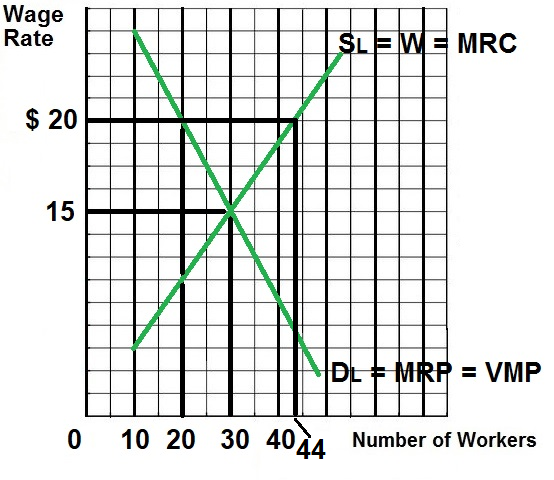 Wage
Rate
SL = W = MRC
$ 20
15
DL = MRP = VMP
0 10 20 30 40 44 Number of Workers